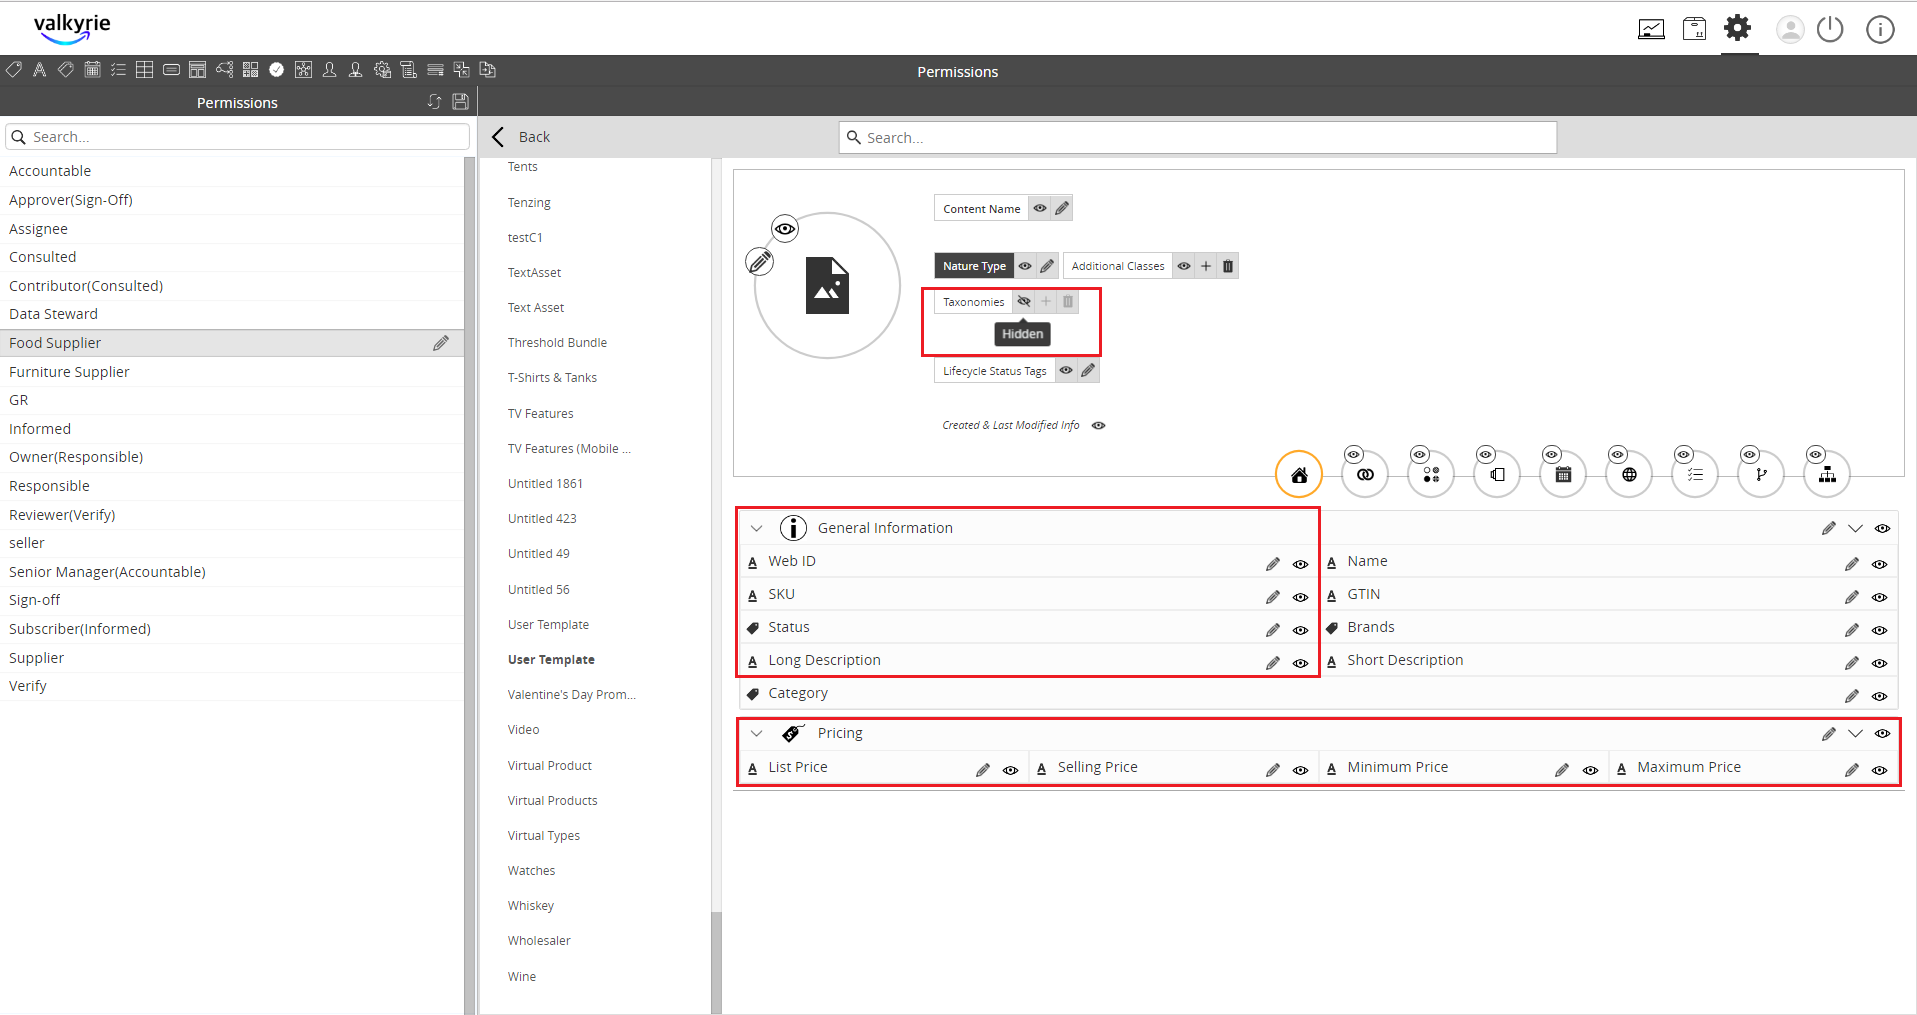 valkyrie
Permissions
Permissions
Search...
Accountable
Approver(Sign-Off)
Assignee
Consulted
Contributor(Consulted)
Data Steward
Food Supplier
Furniture Supplier
GR
Informed
Owner(Responsible)
Responsible
Reviewer(Verify)
seller
Senior Manager(Accountable)
Sign-off
Subscriber(Informed)
Supplier
Verify
Back
Search...
Tents
Tenzing
testC1
TextAsset
Text Asset
Threshold Bundle
T-Shirts & Tanks
TV Features
TV Features (Mobile ...
Untitled 1861
Untitled 423
Untitled 49
Untitled 56
User Template
User Template
Valentine's Day Prom...
Video
Virtual Product
Virtual Products
Virtual Types
Watches
Whiskey
Wholesaler
Wine
Content Name
Nature Type Additional Classes
Taxonomies
Hidden
Lifecycle Status Tags
Created & Last Modified Info
General Information
Web ID Name
SKU GTIN
Status Brands
Long Description Short Description
Category
Pricing
List Price Selling Price Minimum Price Maximum Price